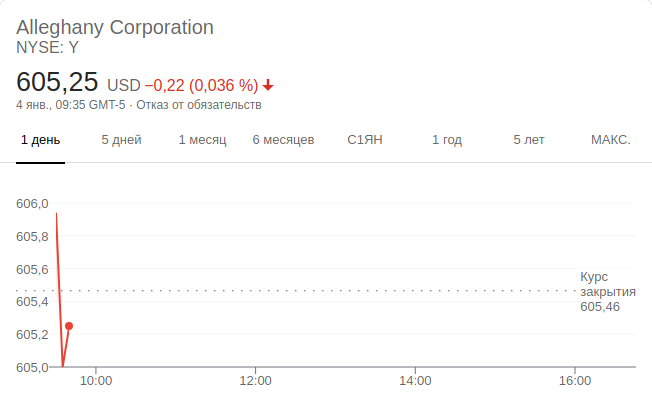 Alleghany Corporation
NYSE: Y
605,25 USD −0,22 (0,036 %)
4 янв., 09:35 GMT-5 · Отказ от обязательств
1 день 5 дней 1 месяц 6 месяцев С1ЯН 1 год 5 лет МАКС.
606,0
605,8
605,6
605,4
605,2
605,0
Курс
закрытия
605,46
10:00 12:00 14:00 16:00